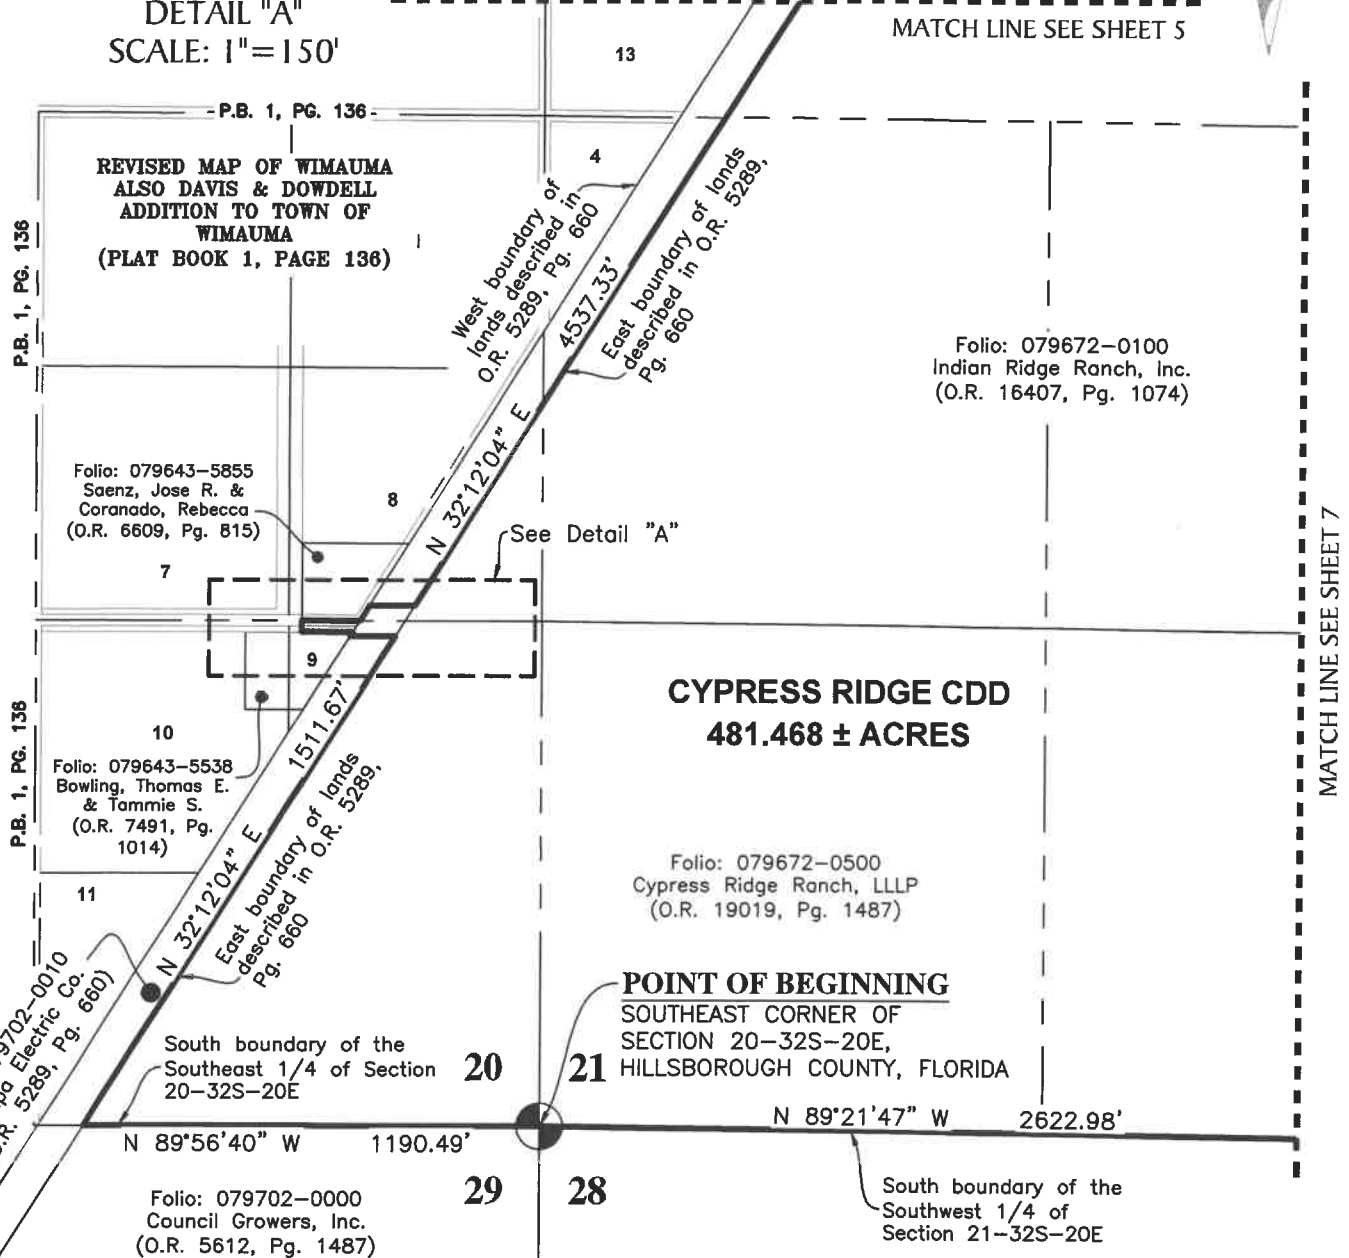 DETAIL "A"
SCALE: 1"=150'
MATCH LINE SEE SHEET 5
13
P.B. 1, PG. 136
4
REVISED MAP OF WIMAUMA
ALSO DAVIS & DOWDELL
ADDITION TO TOWN OF
WIMAUMA
(PLAT BOOK 1, PAGE 136)
P.B. 1, PG. 136
West boundary of
lands described in
O.R. 5289, Pg. 660
4537.33'
East boundary of lands
described in O.R. 5289,
Pg. 660
Folio: 079672-0100
Indian Ridge Ranch, Inc.
(O.R. 16407, Pg. 1074)
N 32°12'04" E
Folio: 079643-5855
Saenz, Jose R. &
Coranado, Rebecca
(O.R. 6609, Pg. 815)
8
See Detail "A"
7
MATCH LINE SEE SHEET 7
9
CYPRESS RIDGE CDD
481.468 ± ACRES
P.B. 1, PG. 136
10
1511.67'
Folio: 079643-5538
Bowling, Thomas E.
& Tammie S.
(O.R. 7491, Pg.
1014)
N 32°12'04" E
East boundary of lands
described in O.R. 5289,
Pg. 660
Folio: 079672-0500
Cypress Ridge Ranch, LLLP
(O.R. 19019, Pg. 1487)
11
9702-0010
pa Electric Co.
.R. 5289, Pg. 660)
POINT OF BEGINNING
SOUTHEAST CORNER OF
SECTION 20-32S-20E,
HILLSBOROUGH COUNTY, FLORIDA
South boundary of the
Southeast 1/4 of Section
20-32S-20E
20
21
N 89°56'40" W 1190.49'
N 89°21'47" W 2622.98'
29
28
Folio: 079702-0000
Council Growers, Inc.
(O.R. 5612, Pg. 1487)
South boundary of the
Southwest 1/4 of
Section 21-32S-20E